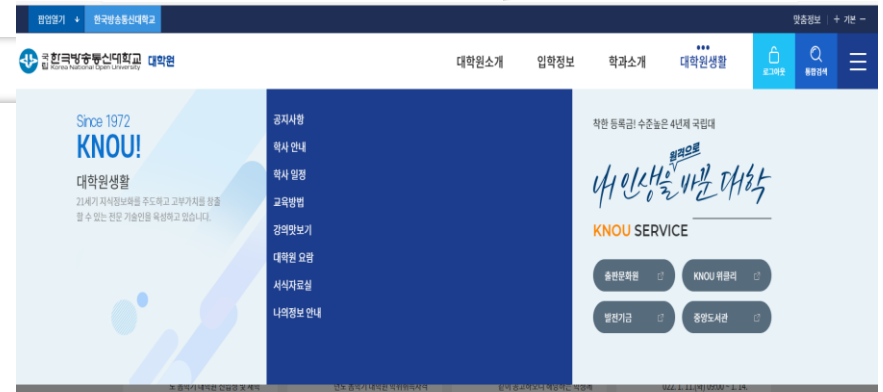 팝업열기 한국방송통신대학교 맞춤정보 + 기본 -
국립 한국방송통신대학교 대학원
Korea National Open University
대학원소개 입학정보 학과소개 대학원생활 로그아웃 통합검색
Since 1972
KNOU!
대학원생활
21세기 지식정보화를 주도하고 고부가치를 창출
할 수 있는 전문 기술인을 육성하고 있습니다.
공지사항
학사 안내
학사 일정
교육방법
강의맛보기
대학원 요람
서식자료실
나의정보 안내
착한 등록금! 수준높은 4년제 국립대
원격으로
내 인생을 바꾼 대학
KNOU SERVICE
출판문화원 KNOU 위클리
발전기금 중앙도서관